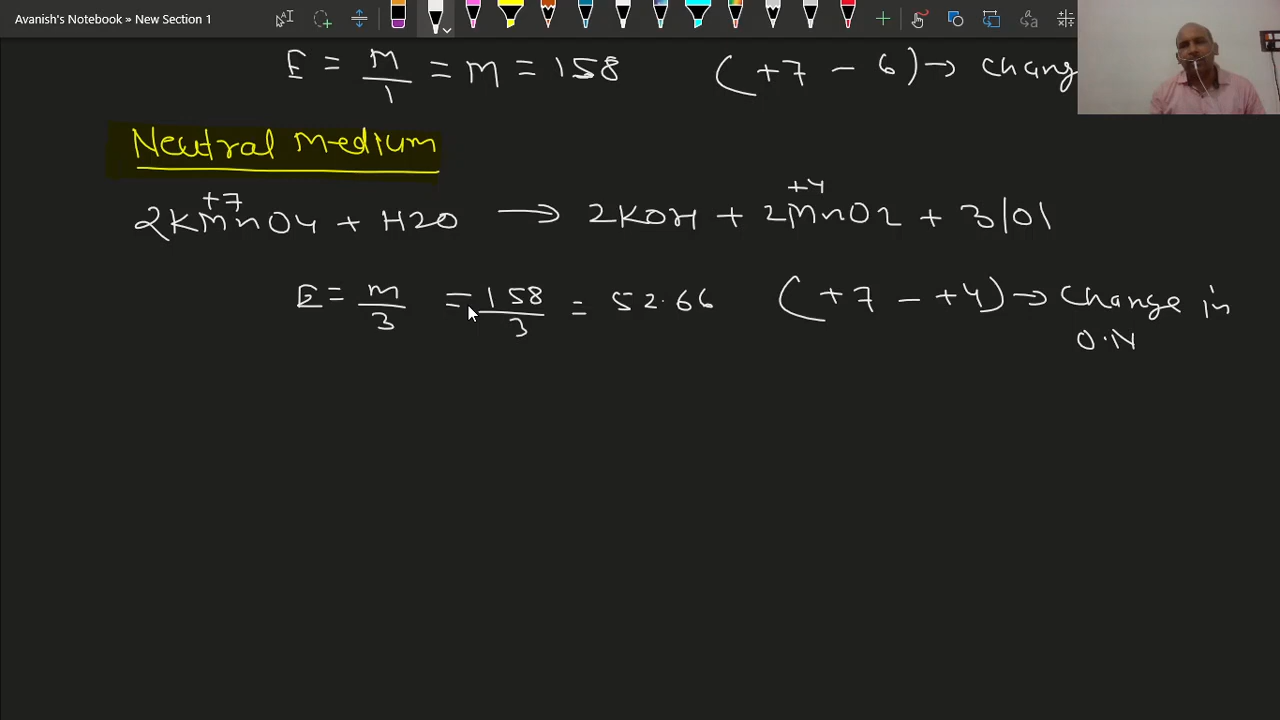 Avanish's Notebook » New Section 1
E = m/1 = m = 158 (+7 - 6) → Chang
Neutral Medium
+7 +4
2KMnO4 + H2O → 2KOH + 2MnO2 + 3|O|
E = m/3 = 158/3 = 52.66 (+7 - +4) → Change in
O.N